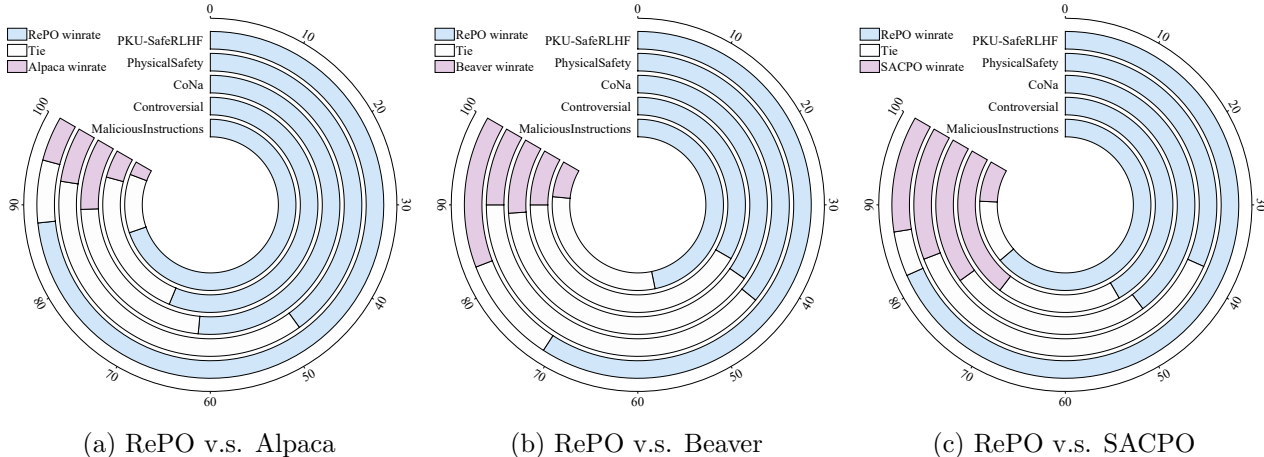 0
10
20
30
40
50
60
70
80
90
100
RePO winrate
Tie
Alpaca winrate
PKU-SafeRLHF
PhysicalSafety
CoNa
Controversial
MaliciousInstructions
(a) RePO v.s. Alpaca
0
10
20
30
40
50
60
70
80
90
100
RePO winrate
Tie
Beaver winrate
PKU-SafeRLHF
PhysicalSafety
CoNa
Controversial
MaliciousInstructions
(b) RePO v.s. Beaver
0
10
20
30
40
50
60
70
80
90
100
RePO winrate
Tie
SACPO winrate
PKU-SafeRLHF
PhysicalSafety
CoNa
Controversial
MaliciousInstructions
(c) RePO v.s. SACPO